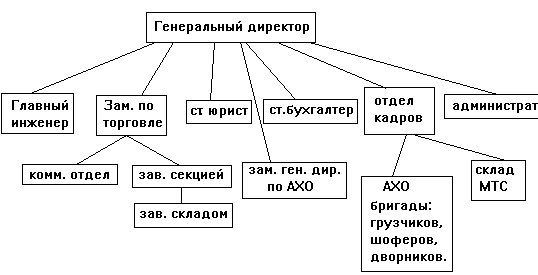 Генеральный директор
Главный
инженер
Зам. по
торговле
ст юрист
ст.бухгалтер
отдел
кадров
администрат
комм. отдел
зав. секцией
зам. ген. дир.
по АХО
АХО
бригады:
грузчиков,
шоферов,
дворников.
склад
МТС
зав. складом